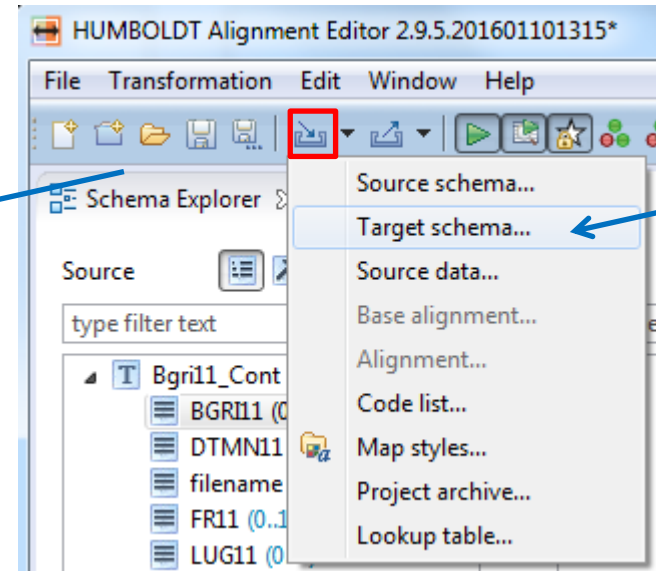 HUMBOLDT Alignment Editor 2.9.5.201601101315*
File Transformation Edit Window Help
Schema Explorer
Source schema...
Target schema...
Source
Source data...
type filter text
Base alignment...
Alignment...
Bgri11_Cont
Code list...
BGRI11 (0
DTMN11
Map styles...
filename
Project archive...
FR11 (0..1
Lookup table...
LUG11 (0